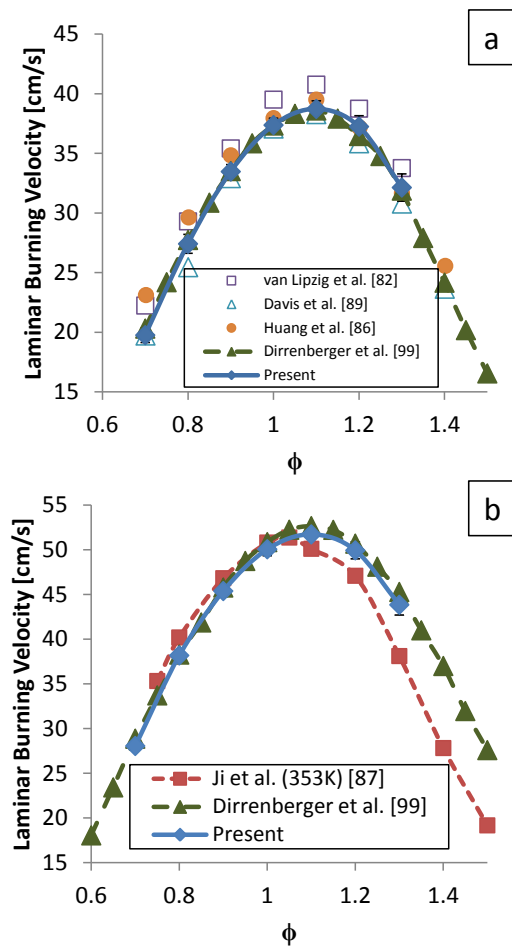 a
Laminar Burning Velocity [cm/s]
45
40
35
30
25
20
15
van Lipzig et al. [82]
Davis et al. [89]
Huang et al. [86]
Dirrenberger et al. [99]
Present
0.6 0.8 1 1.2 1.4
ϕ
b
Laminar Burning Velocity [cm/s]
55
50
45
40
35
30
25
20
15
Ji et al. (353K) [87]
Dirrenberger et al. [99]
Present
0.6 0.8 1 1.2 1.4
ϕ